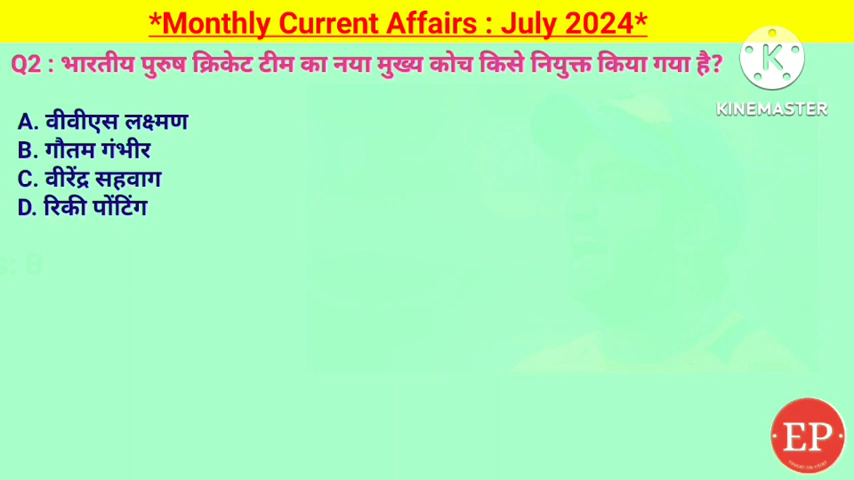 *Monthly Current Affairs : July 2024*
Q2 : भारतीय पुरुष क्रिकेट टीम का नया मुख्य कोच किसे नियुक्त किया गया है?
KINEMASTER
A. वीवीएस लक्ष्मण
B. गौतम गंभीर
C. वीरेंद्र सहवाग
D. रिकी पोंटिंग
s: B
EP